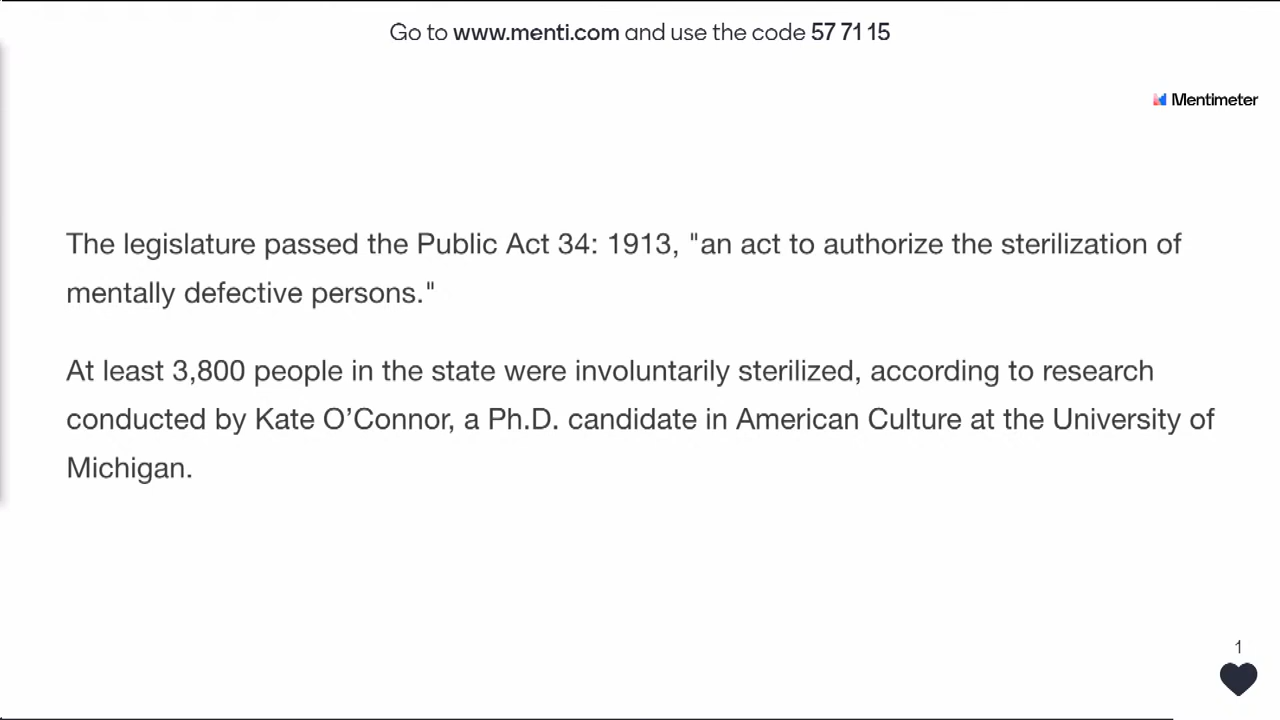 Go to www.menti.com and use the code 57 71 15
Mentimeter
The legislature passed the Public Act 34: 1913, "an act to authorize the sterilization of
mentally defective persons."
At least 3,800 people in the state were involuntarily sterilized, according to research
conducted by Kate O’Connor, a Ph.D. candidate in American Culture at the University of
Michigan.
1